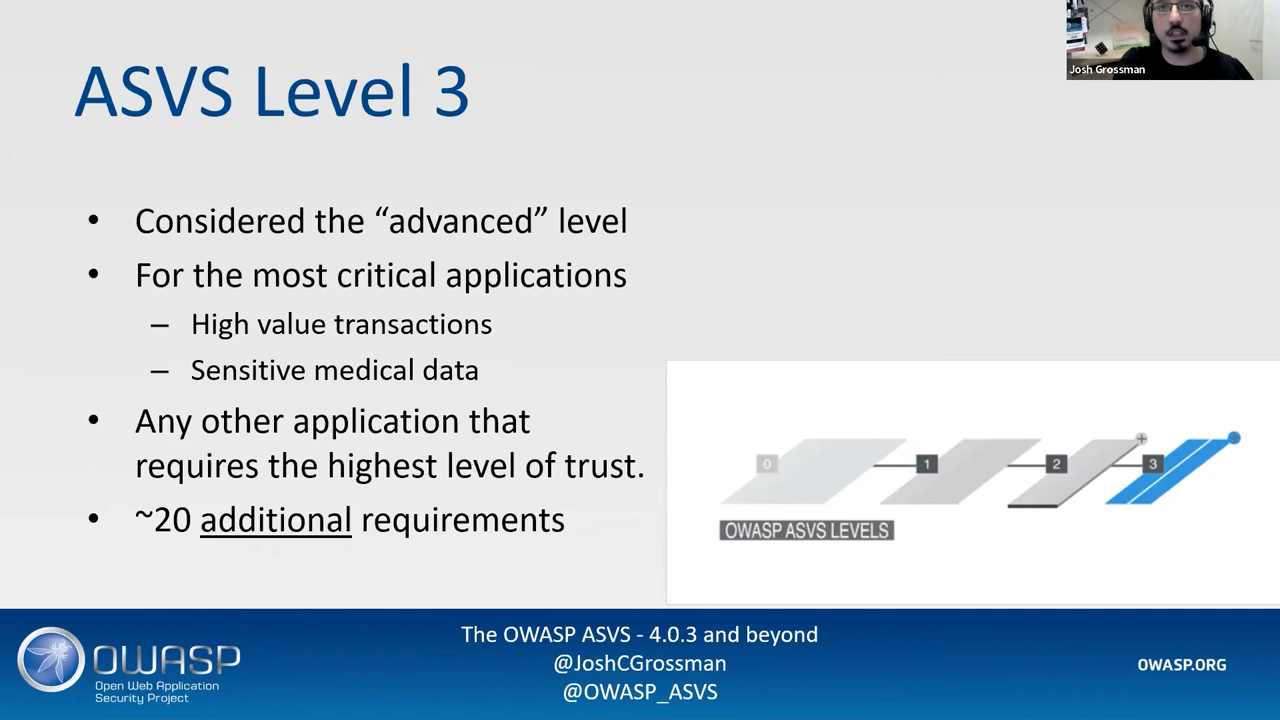 Josh Grossman
ASVS Level 3
• Considered the “advanced” level
• For the most critical applications
– High value transactions
– Sensitive medical data
• Any other application that
requires the highest level of trust.
• ~20 additional requirements
0 1 2 3
OWASP ASVS LEVELS
The OWASP ASVS - 4.0.3 and beyond
@JoshCGrossman
@OWASP_ASVS
OWASP
Open Web Application
Security Project
OWASP.ORG